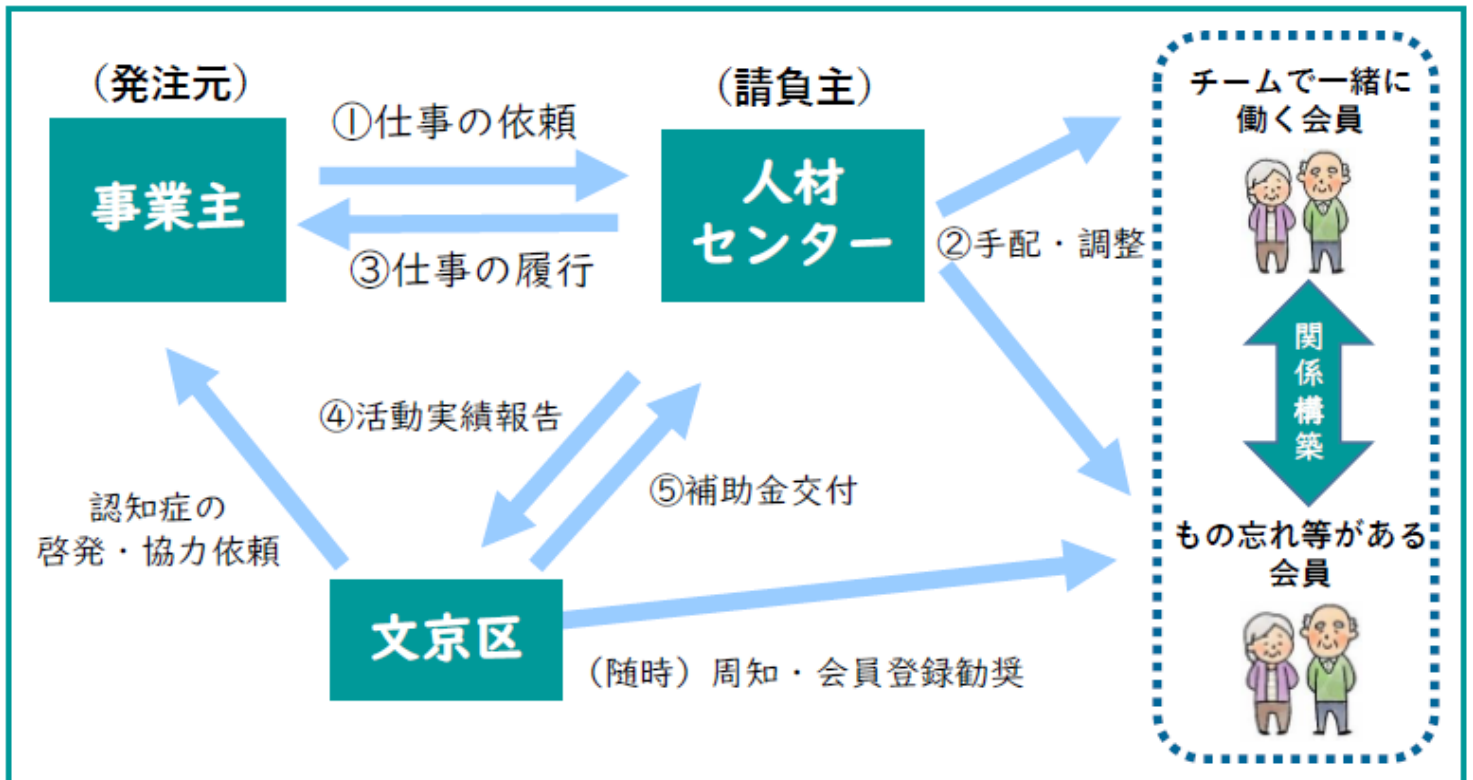 （発注元）
事業主
①仕事の依頼
③仕事の履行
（請負主）
人材
センター
②手配・調整
チームで一緒に
働く会員
関係構築
もの忘れ等がある
会員
④活動実績報告
⑤補助金交付
認知症の
啓発・協力依頼
文京区
（随時）周知・会員登録勧奨